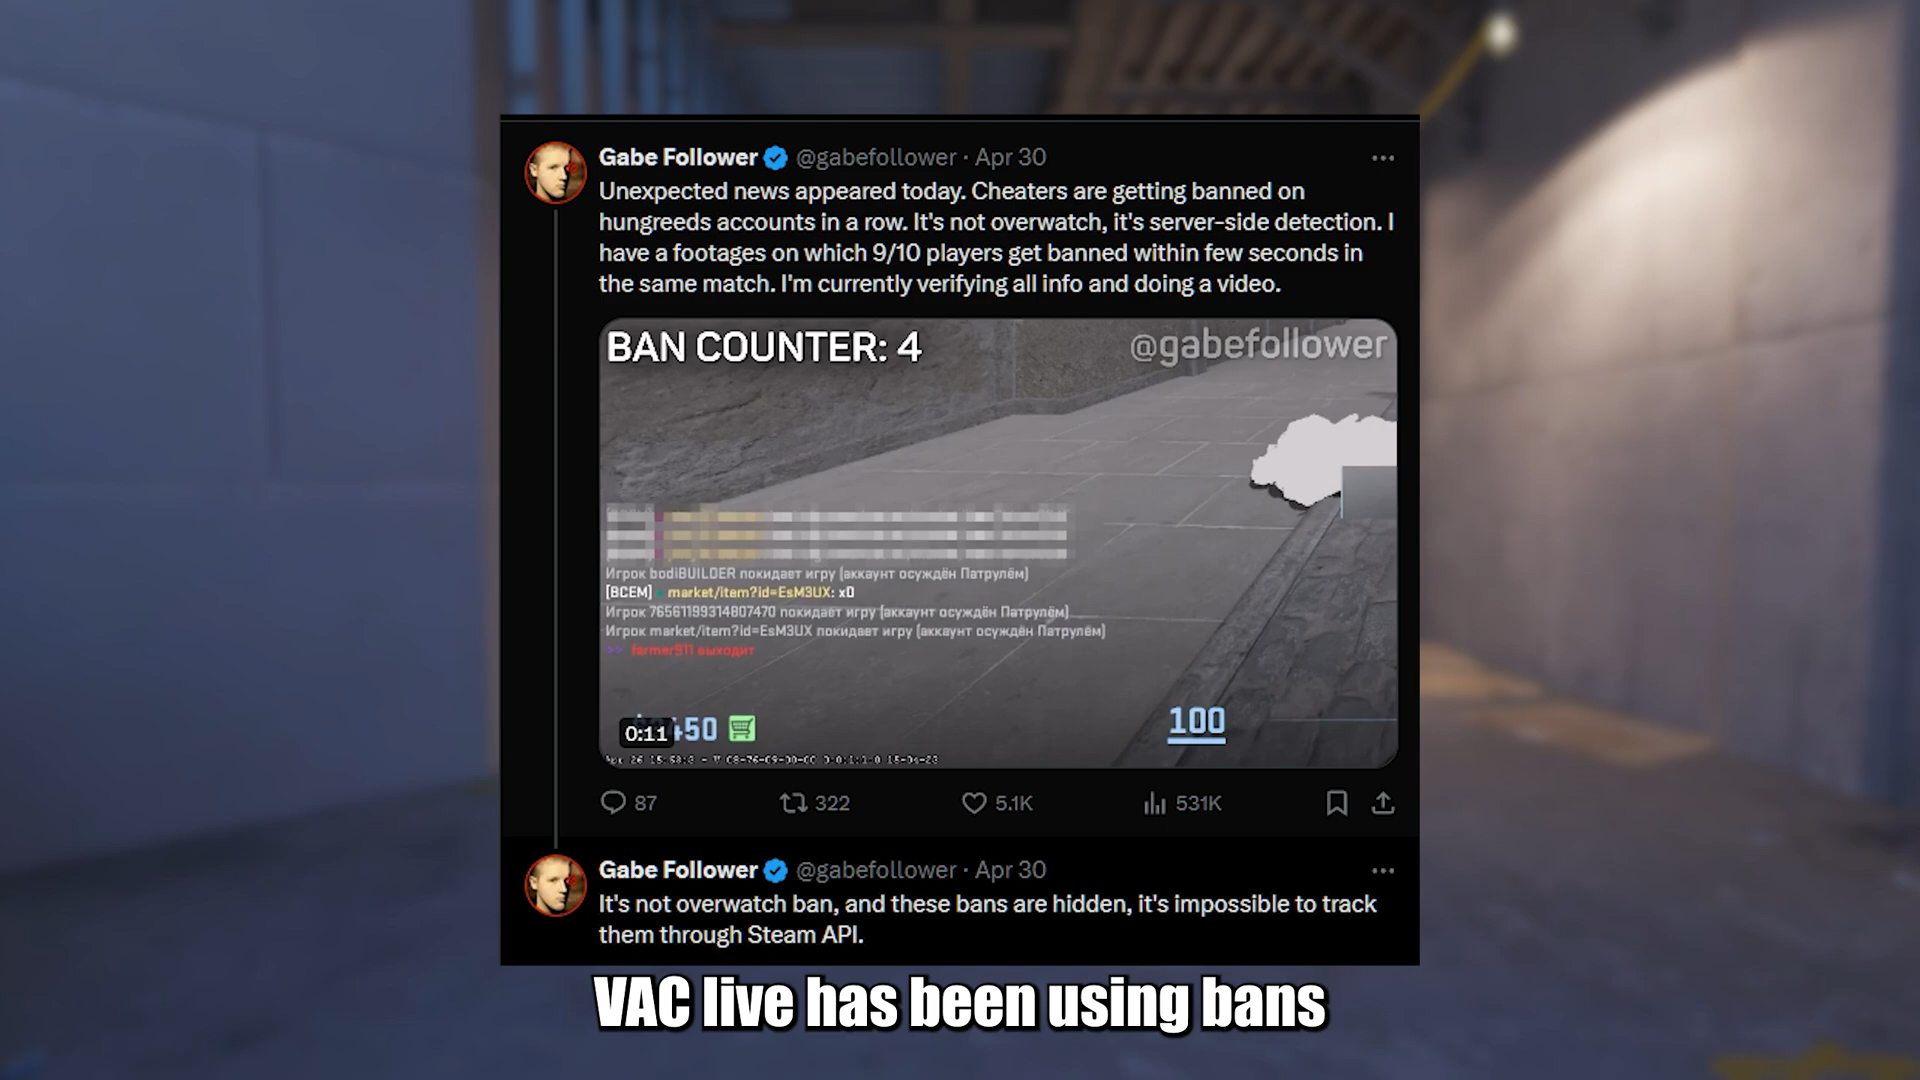 Gabe Follower @gabefollower · Apr 30
Unexpected news appeared today. Cheaters are getting banned on
hungreeds accounts in a row. It's not overwatch, it's server-side detection. I
have a footages on which 9/10 players get banned within few seconds in
the same match. I'm currently verifying all info and doing a video.
BAN COUNTER: 4
@gabefollower
Игрок bodiBUILDER покидает игру (аккаунт осуждён Патрулём)
[ВСЕМ] market/item?id=EsM3UX: xD
Игрок 76561199314807470 покидает игру (аккаунт осуждён Патрулём)
Игрок market/item?id=EsM3UX покидает игру (аккаунт осуждён Патрулём)
>> farmer911 выходит
0:11
450
100
87 322 5.1K 531K
Gabe Follower @gabefollower · Apr 30
It's not overwatch ban, and these bans are hidden, it's impossible to track
them through Steam API.
VAC live has been using bans